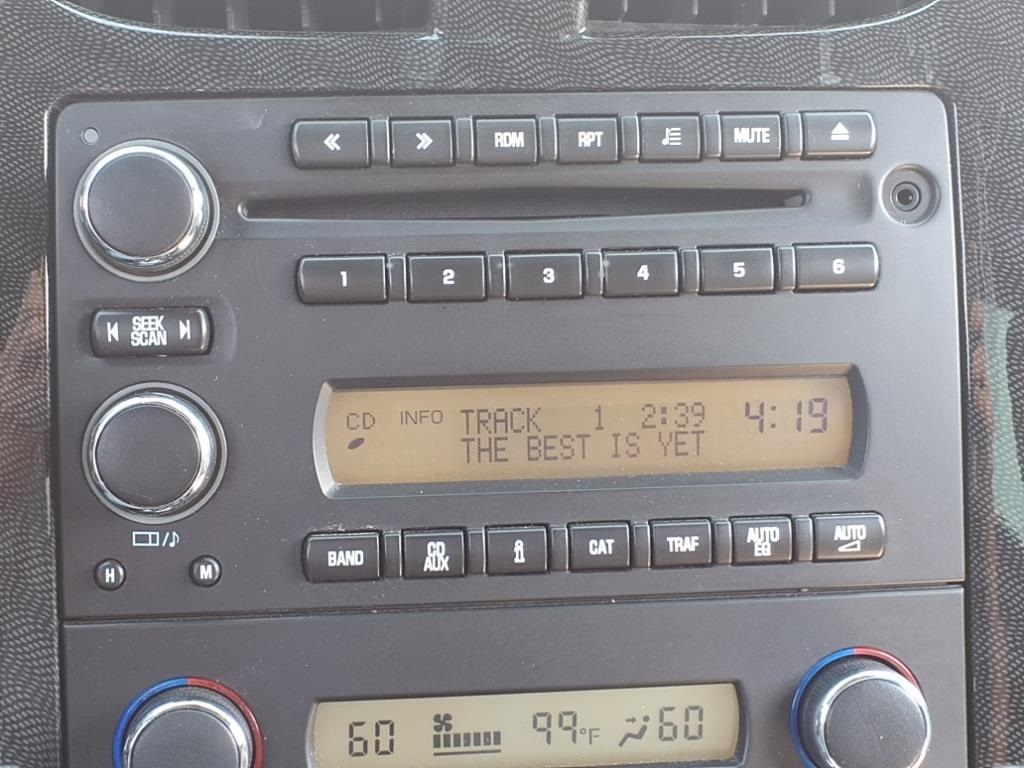 RDM RPT MUTE
1 2 3 4 5 6
SEEK
SCAN
CD INFO TRACK 1 2:39 4:19
THE BEST IS YET
BAND CD AUX i CAT TRAF AUTO EQ AUTO
H M
60 99°F 60